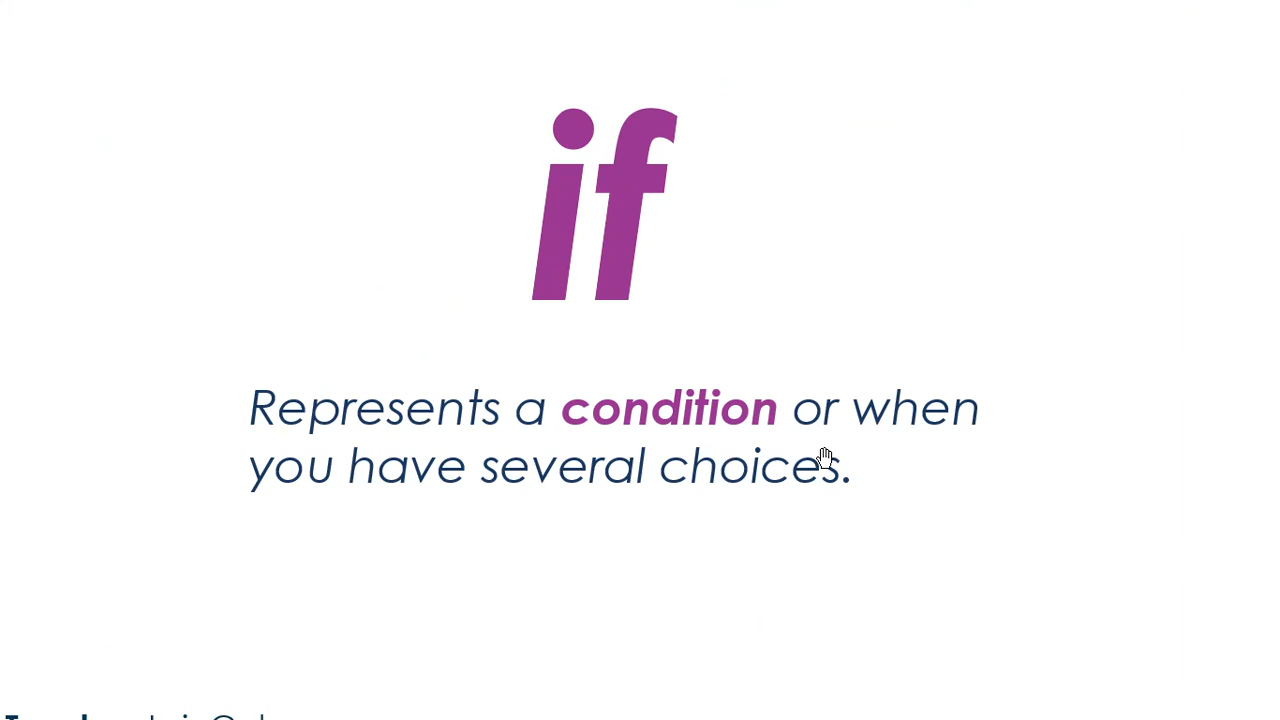 if
Represents a condition or when
you have several choices.